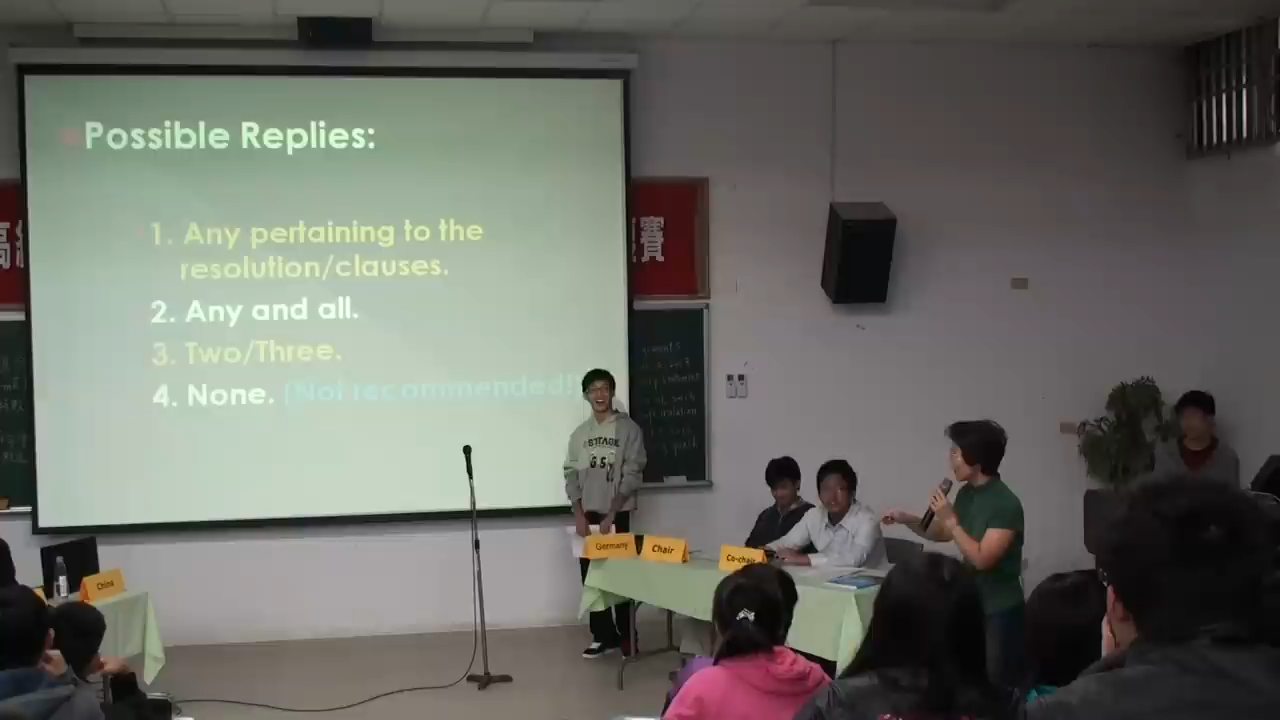 Possible Replies:
1. Any pertaining to the
resolution/clauses.
2. Any and all.
3. Two/Three.
4. None. (Not recommended!)
賽
Germany
Chair
Co-chair
China